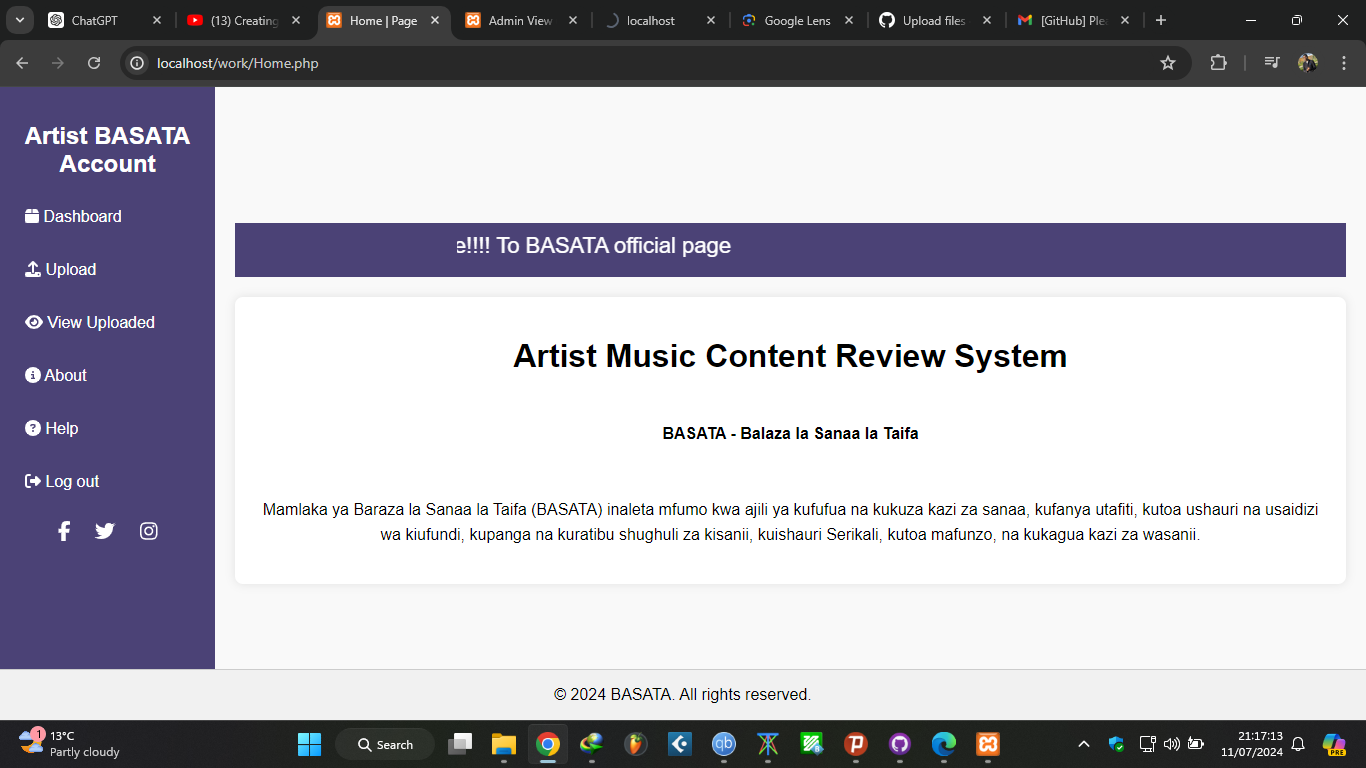 ChatGPT
(13) Creating
Home | Page
Admin View
localhost
Google Lens
Upload files
[GitHub] Plea
localhost/work/Home.php
Artist BASATA
Account
Dashboard
Upload
View Uploaded
About
Help
Log out
e!!!! To BASATA official page
Artist Music Content Review System
BASATA - Balaza la Sanaa la Taifa
Mamlaka ya Baraza la Sanaa la Taifa (BASATA) inaleta mfumo kwa ajili ya kufufua na kukuza kazi za sanaa, kufanya utafiti, kutoa ushauri na usaidizi
wa kiufundi, kupanga na kuratibu shughuli za kisanii, kuishauri Serikali, kutoa mafunzo, na kukagua kazi za wasanii.
© 2024 BASATA. All rights reserved.
1
13°C
Partly cloudy
Search
qb
PRE
21:17:13
11/07/2024